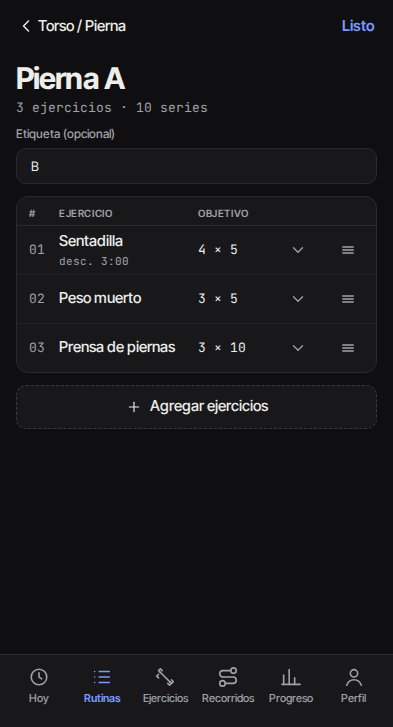 Torso / Pierna
Listo
Pierna A
3 ejercicios · 10 series
Etiqueta (opcional)
B
# EJERCICIO OBJETIVO
01 Sentadilla 4 × 5
desc. 3:00
02 Peso muerto 3 × 5
03 Prensa de piernas 3 × 10
+ Agregar ejercicios
Hoy Rutinas Ejercicios Recorridos Progreso Perfil